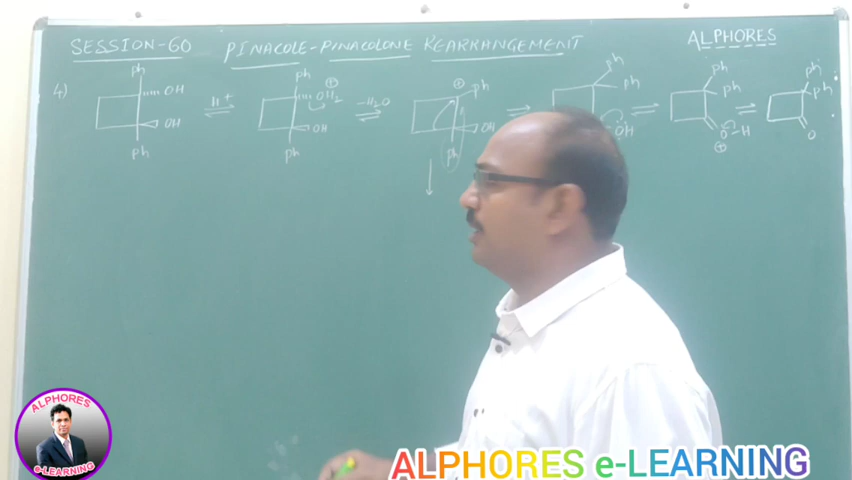 SESSION-60 PINACOLE-PINACOLONE REARRANGEMENT ALPHORES
4)
Ph Ph ⊕ ⊕ Ph Ph Ph Ph
OH H+ OH2 -H2O Ph Ph Ph
OH OH OH OH O-H O
Ph Ph Ph ⊕
ALPHORES
e-LEARNING
ALPHORES e-LEARNING